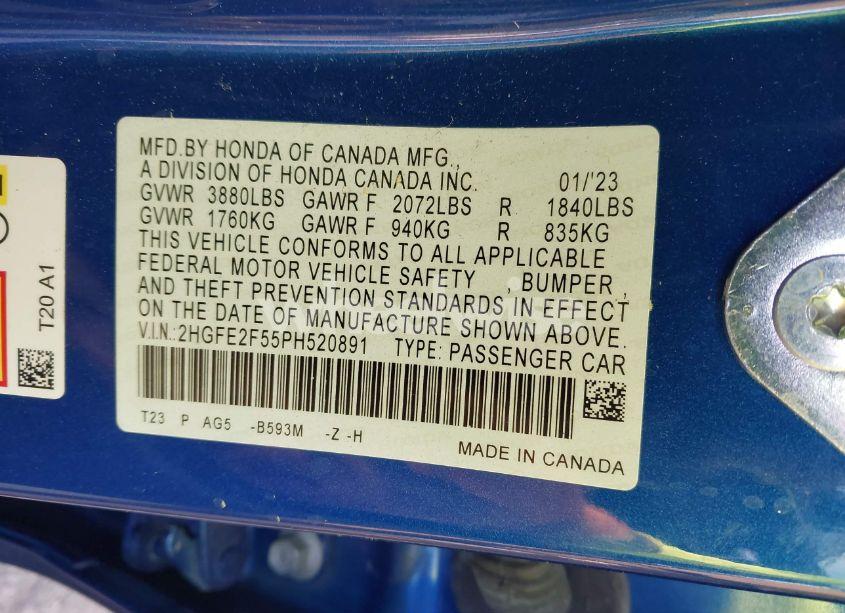 MFD.BY HONDA OF CANADA MFG.,
A DIVISION OF HONDA CANADA INC. 01/'23
GVWR 3880LBS GAWR F 2072LBS R 1840LBS
GVWR 1760KG GAWR F 940KG R 835KG
THIS VEHICLE CONFORMS TO ALL APPLICABLE
FEDERAL MOTOR VEHICLE SAFETY , BUMPER ,
AND THEFT PREVENTION STANDARDS IN EFFECT
ON THE DATE OF MANUFACTURE SHOWN ABOVE.
V.I.N.:2HGFE2F55PH520891 TYPE: PASSENGER CAR
T23 P AG5 -B593M -Z -H
MADE IN CANADA
T20 A1